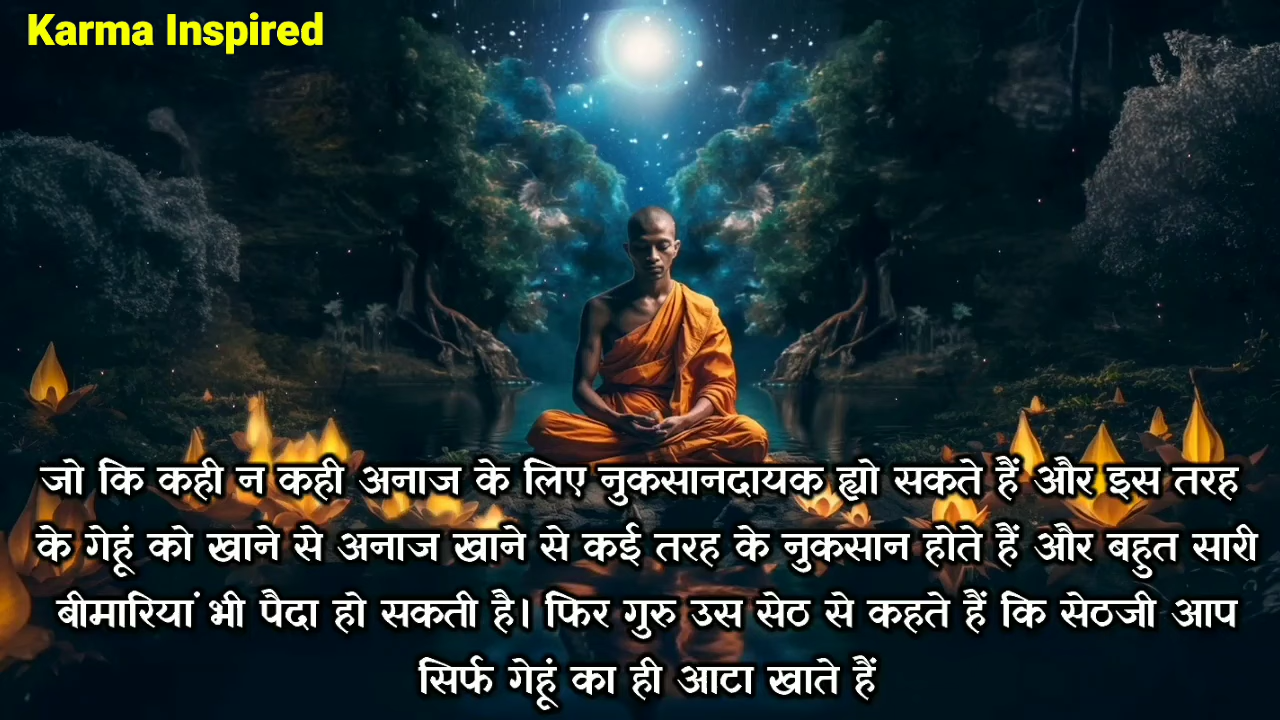 Karma Inspired
जो कि कही न कही अनाज के लिए नुकसानदायक ह्यो सकते हैं और इस तरह
के गेहूं को खाने से अनाज खाने से कई तरह के नुकसान होते हैं और बहुत सारी
बीमारियां भी पैदा हो सकती है। फिर गुरु उस सेठ से कहते हैं कि सेठजी आप
सिर्फ गेहूं का ही आटा खाते हैं